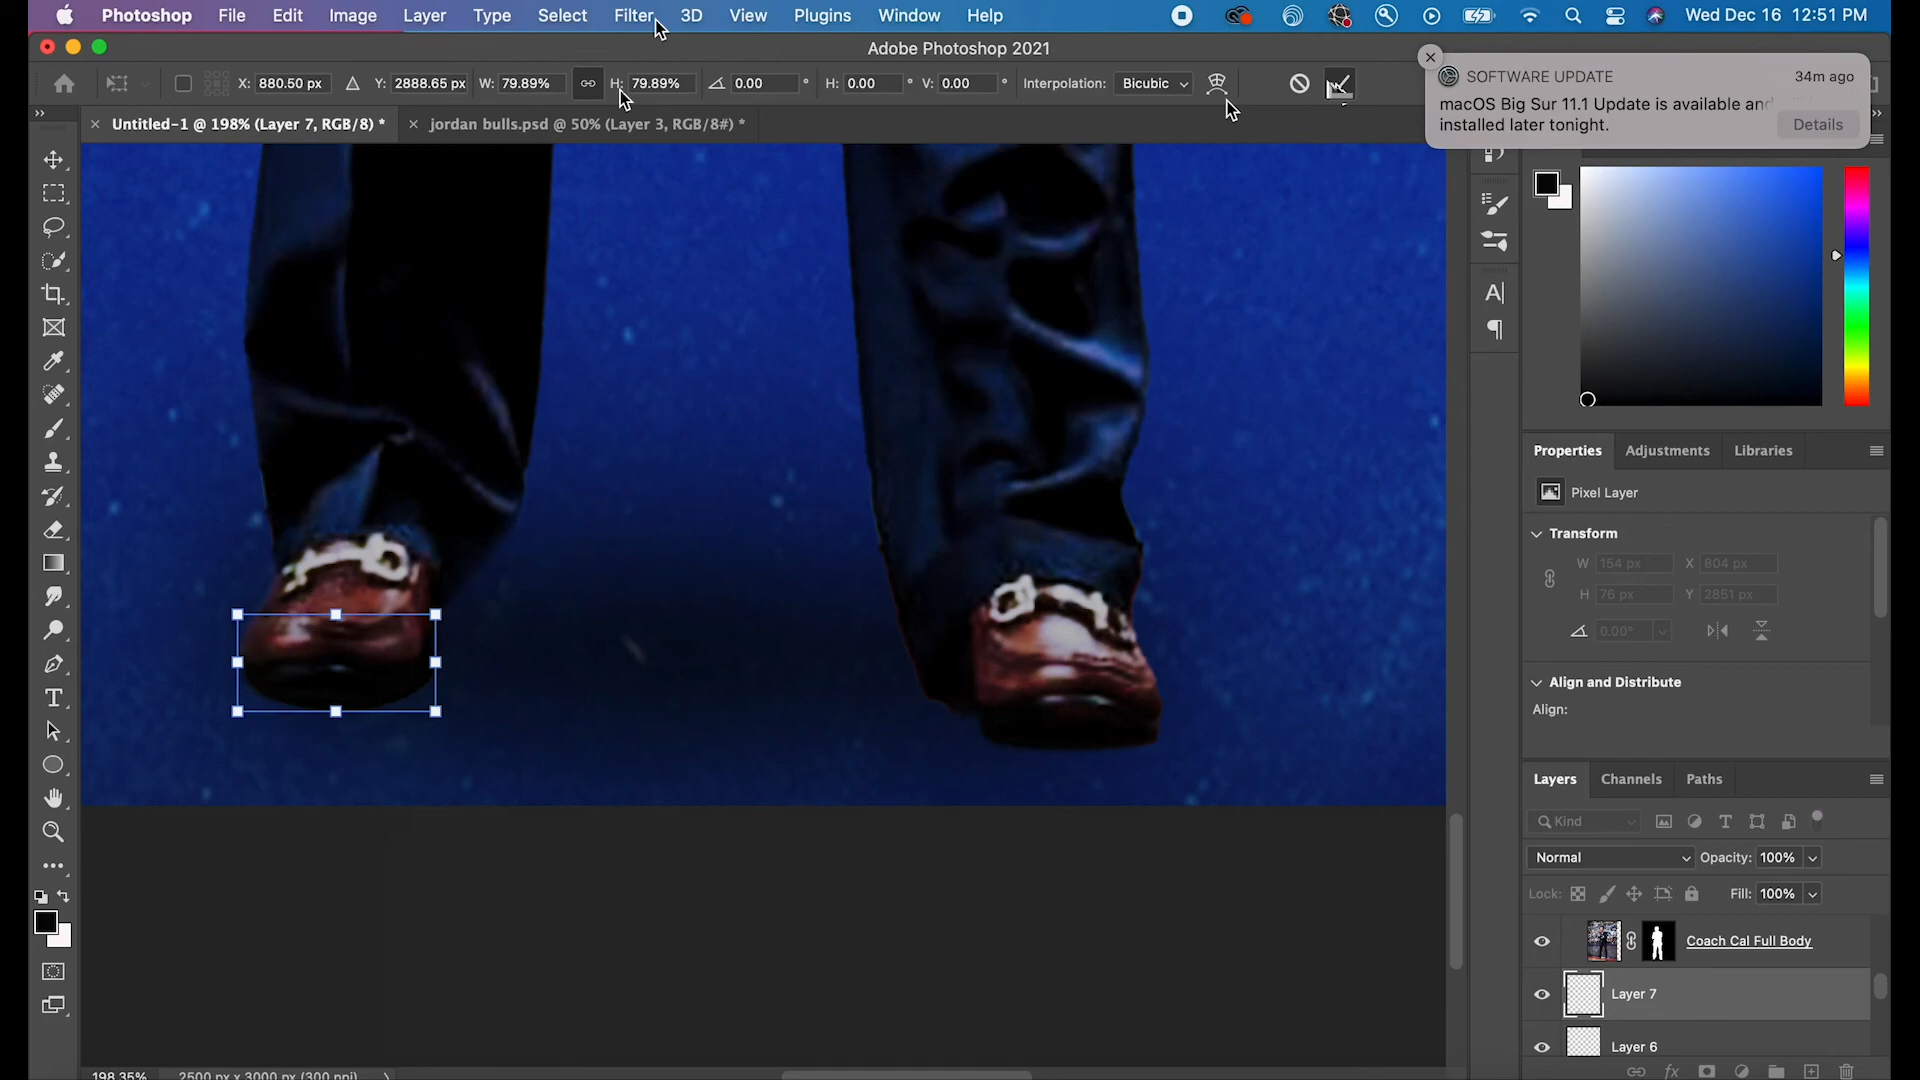 Photoshop File Edit Image Layer Type Select Filter 3D View Plugins Window Help Wed Dec 16 12:51 PM
Adobe Photoshop 2021
X: 880.50 px Y: 2888.65 px W: 79.89% H: 79.89% 0.00 ° H: 0.00 ° V: 0.00 ° Interpolation: Bicubic
SOFTWARE UPDATE 34m ago
macOS Big Sur 11.1 Update is available and
installed later tonight. Details
Untitled-1 @ 198% (Layer 7, RGB/8) * jordan bulls.psd @ 50% (Layer 3, RGB/8#) *
Properties Adjustments Libraries
Pixel Layer
Transform
W 154 px X 804 px
H 76 px Y 2851 px
0.00°
Align and Distribute
Align:
Layers Channels Paths
Kind
Normal Opacity: 100%
Lock: Fill: 100%
Coach Cal Full Body
Layer 7
Layer 6
198.35% 2500 px x 3000 px (300 ppi)